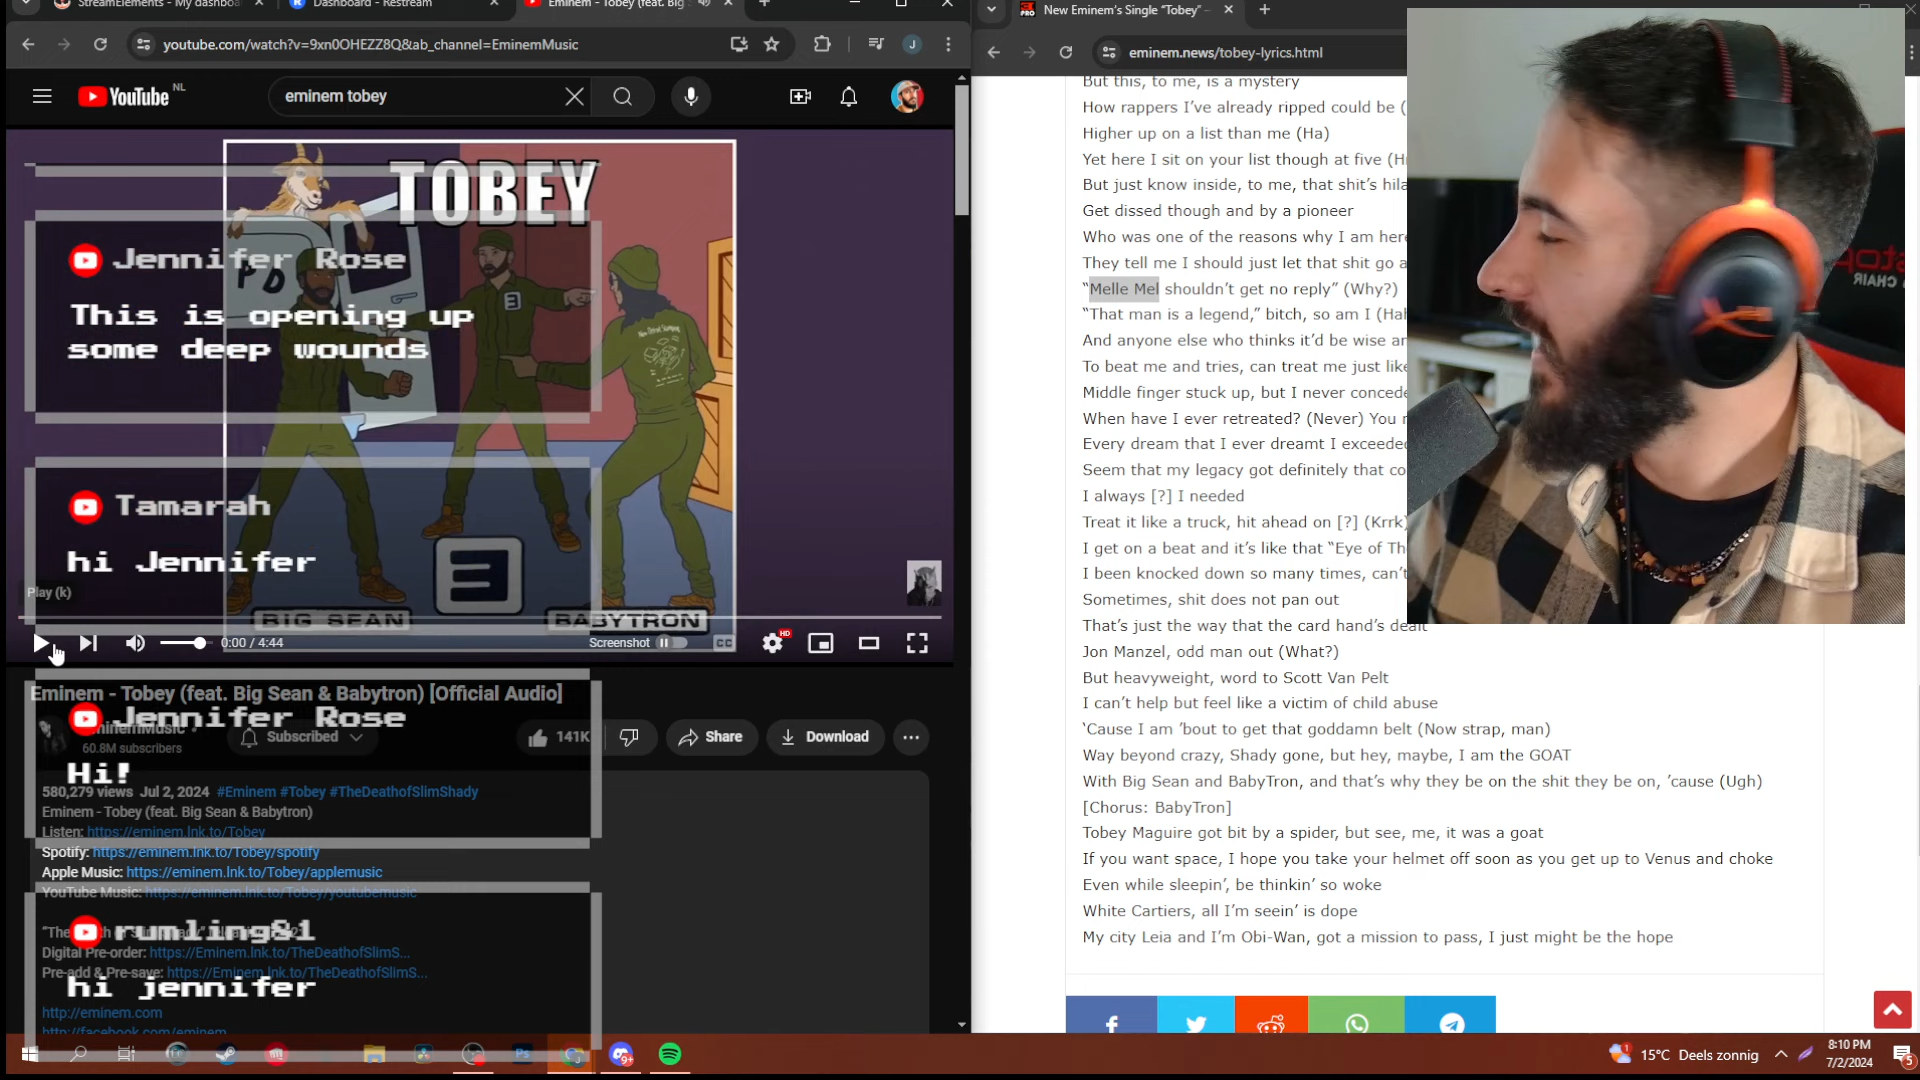 StreamElements - My dashboa
Dashboard - Restream
Eminem - Tobey (feat. Big S
youtube.com/watch?v=9xn0OHEZZ8Q&ab_channel=EminemMusic
J
YouTube NL
eminem tobey
TOBEY
PD
Jennifer Rose
This is opening up
some deep wounds
Tamarah
hi Jennifer
Play (k)
BIG SEAN
BABYTRON
0:00 / 4:44
Screenshot
CC
HD
Eminem - Tobey (feat. Big Sean & Babytron) [Official Audio]
Jennifer Rose
EminemMusic
60.8M subscribers
Subscribed
141K
Share
Download
Hi!
580,279 views Jul 2, 2024 #Eminem #Tobey #TheDeathofSlimShady
Eminem - Tobey (feat. Big Sean & Babytron)
Listen: https://eminem.lnk.to/Tobey
Spotify: https://eminem.lnk.to/Tobey/spotify
Apple Music: https://eminem.lnk.to/Tobey/applemusic
YouTube Music: https://eminem.lnk.to/Tobey/youtubemusic
rumling&1
Digital Pre-order: https://Eminem.lnk.to/TheDeathofSlimS...
Pre-add & Pre-save: https://Eminem.lnk.to/TheDeathofSlimS...
hi jennifer
http://eminem.com
http://facebook.com/eminem
New Eminem's Single “Tobey” -
eminem.news/tobey-lyrics.html
But this, to me, is a mystery
How rappers I’ve already ripped could be (
Higher up on a list than me (Ha)
Yet here I sit on your list though at five (H
But just know inside, to me, that shit’s hila
Get dissed though and by a pioneer
Who was one of the reasons why I am here
They tell me I should just let that shit go a
“Melle Mel shouldn’t get no reply” (Why?)
“That man is a legend,” bitch, so am I (Hah
And anyone else who thinks it’d be wise an
To beat me and tries, can treat me just like
Middle finger stuck up, but I never concede
When have I ever retreated? (Never) You
Every dream that I ever dreamt I exceeded
Seem that my legacy got definitely that co
I always [?] I needed
Treat it like a truck, hit ahead on [?] (Krrk)
I get on a beat and it’s like that “Eye of Th
I been knocked down so many times, can’t
Sometimes, shit does not pan out
That’s just the way that the card hand’s dealt
Jon Manzel, odd man out (What?)
But heavyweight, word to Scott Van Pelt
I can’t help but feel like a victim of child abuse
‘Cause I am ’bout to get that goddamn belt (Now strap, man)
Way beyond crazy, Shady gone, but hey, maybe, I am the GOAT
With Big Sean and BabyTron, and that’s why they be on the shit they be on, ’cause (Ugh)
[Chorus: BabyTron]
Tobey Maguire got bit by a spider, but see, me, it was a goat
If you want space, I hope you take your helmet off soon as you get up to Venus and choke
Even while sleepin’, be thinkin’ so woke
White Cartiers, all I’m seein’ is dope
My city Leia and I’m Obi-Wan, got a mission to pass, I just might be the hope
CHAIR
Ps
9+
15°C Deels zonnig
8:10 PM
7/2/2024
5